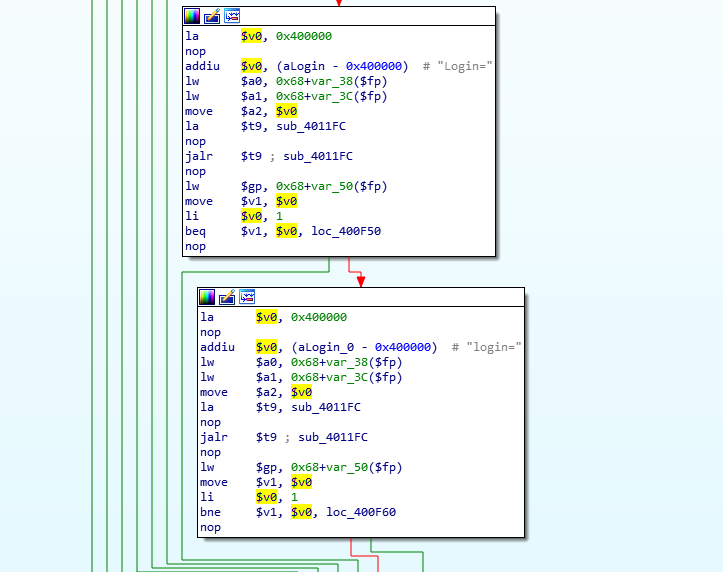 la $v0, 0x400000
nop
addiu $v0, (aLogin - 0x400000) # "Login="
lw $a0, 0x68+var_38($fp)
lw $a1, 0x68+var_3C($fp)
move $a2, $v0
la $t9, sub_4011FC
nop
jalr $t9 ; sub_4011FC
nop
lw $gp, 0x68+var_50($fp)
move $v1, $v0
li $v0, 1
beq $v1, $v0, loc_400F50
nop
la $v0, 0x400000
nop
addiu $v0, (aLogin_0 - 0x400000) # "login="
lw $a0, 0x68+var_38($fp)
lw $a1, 0x68+var_3C($fp)
move $a2, $v0
la $t9, sub_4011FC
nop
jalr $t9 ; sub_4011FC
nop
lw $gp, 0x68+var_50($fp)
move $v1, $v0
li $v0, 1
bne $v1, $v0, loc_400F60
nop